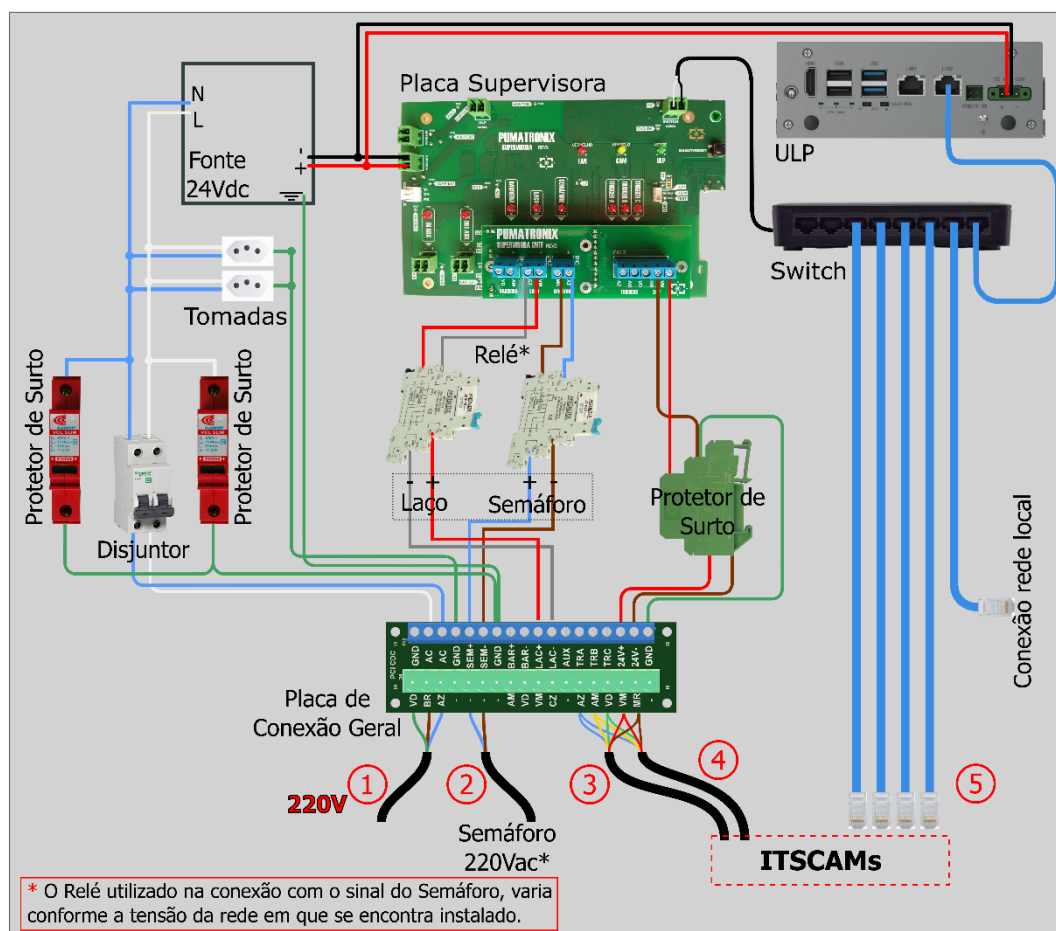 Placa Supervisora
N
L
Fonte
24Vdc
-
+
PUMATRONIX
SUPERVISORA
PUMATRONIX
SUPERVISORA
ULP
Switch
Tomadas
Protetor de Surto
Protetor de Surto
Disjuntor
Relé*
- +
+ -
Laço
Semáforo
Protetor de
Surto
Conexão rede local
PCI CDC
GND
AC
AC
GND
SEM+
SEM-
GND
BAR+
BAR-
LAC+
LAC-
AUX
TRA
TRB
TRC
24V+
24V-
GND
VD
BR
AZ
-
-
-
-
AM
VD
VM
CZ
-
AZ
AM
VD
VM
MR
-
Placa de
Conexão Geral
1
2
3
4
5
220V
Semáforo
220Vac*
ITSCAMs
* O Relé utilizado na conexão com o sinal do Semáforo, varia
conforme a tensão da rede em que se encontra instalado.